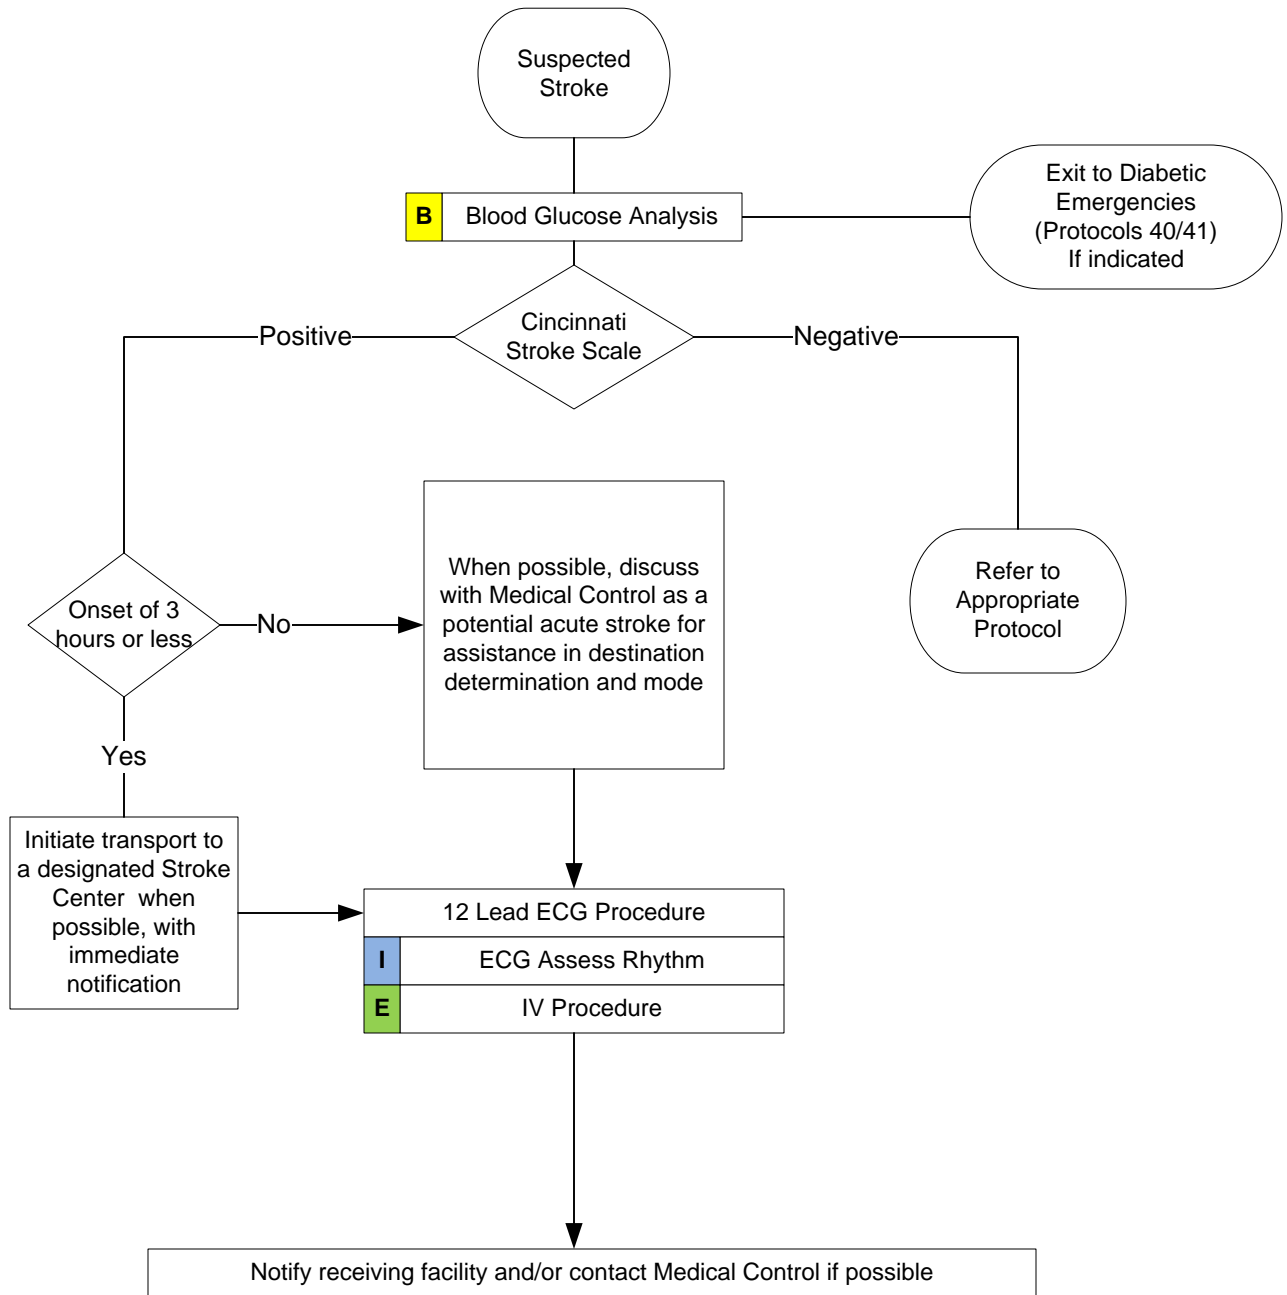 Suspected
Stroke
B
Blood Glucose Analysis
Exit to Diabetic
Emergencies
(Protocols 40/41)
If indicated
Cincinnati
Stroke Scale
Positive
Negative
Onset of 3
hours or less
No
When possible, discuss
with Medical Control as a
potential acute stroke for
assistance in destination
determination and mode
Refer to
Appropriate
Protocol
Yes
Initiate transport to
a designated Stroke
Center when
possible, with
immediate
notification
12 Lead ECG Procedure
I
ECG Assess Rhythm
E
IV Procedure
Notify receiving facility and/or contact Medical Control if possible